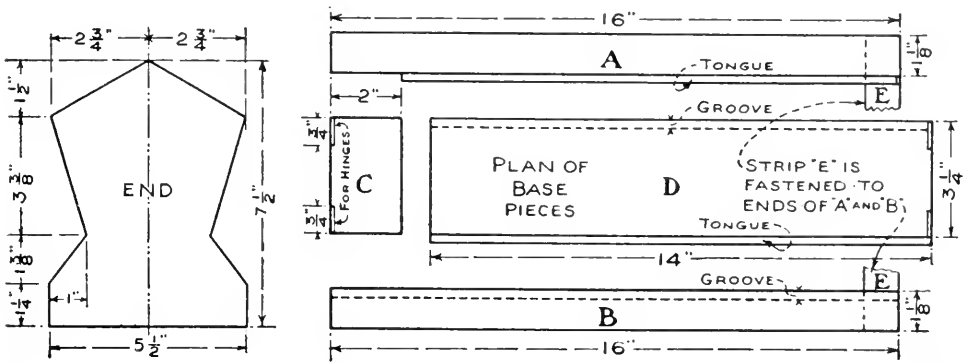 2 3/4" 2 3/4"
1 1/2"
3 3/8"
1 3/8"
1 1/4"
1"
END
7 1/2"
5 1/2"
16"
A
1 1/8"
TONGUE
E
2"
GROOVE
3/4"
FOR HINGES
C
3/4"
PLAN OF
BASE
PIECES
D
STRIP "E" IS
FASTENED TO
ENDS OF "A" AND "B"
3 1/4"
TONGUE
14"
GROOVE
E
B
1 1/8"
16"